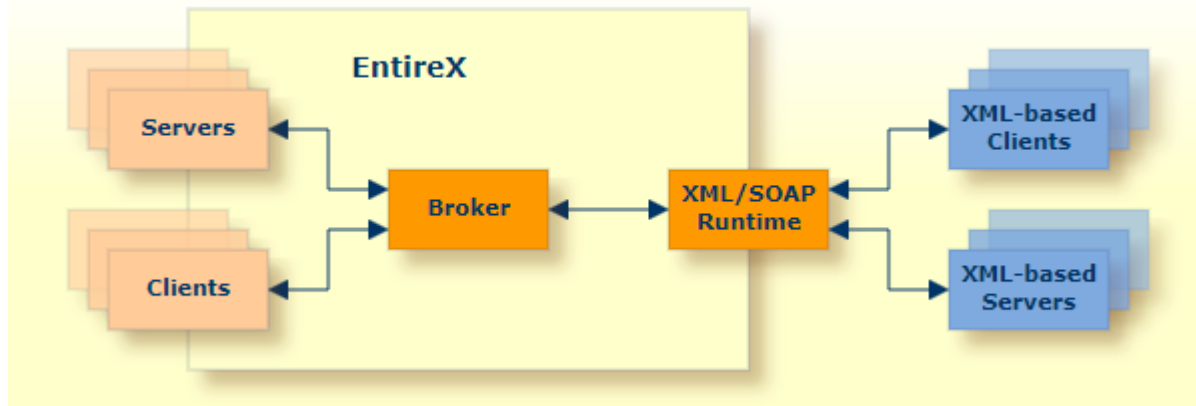 EntireX
Servers
Clients
Broker
XML/SOAP
Runtime
XML-based
Clients
XML-based
Servers